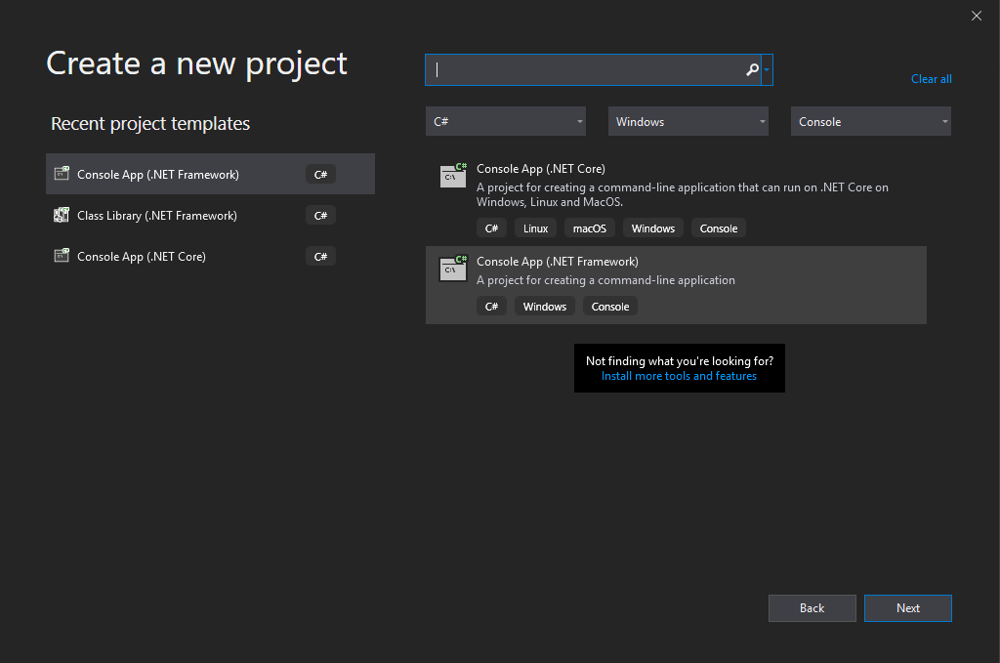 Create a new project
Clear all
Recent project templates
C#
Windows
Console
Console App (.NET Framework)
C#
Class Library (.NET Framework)
C#
Console App (.NET Core)
C#
C#
C:\
Console App (.NET Core)
A project for creating a command-line application that can run on .NET Core on
Windows, Linux and MacOS.
C#
Linux
macOS
Windows
Console
C#
C:\
Console App (.NET Framework)
A project for creating a command-line application
C#
Windows
Console
Not finding what you're looking for?
Install more tools and features
Back
Next